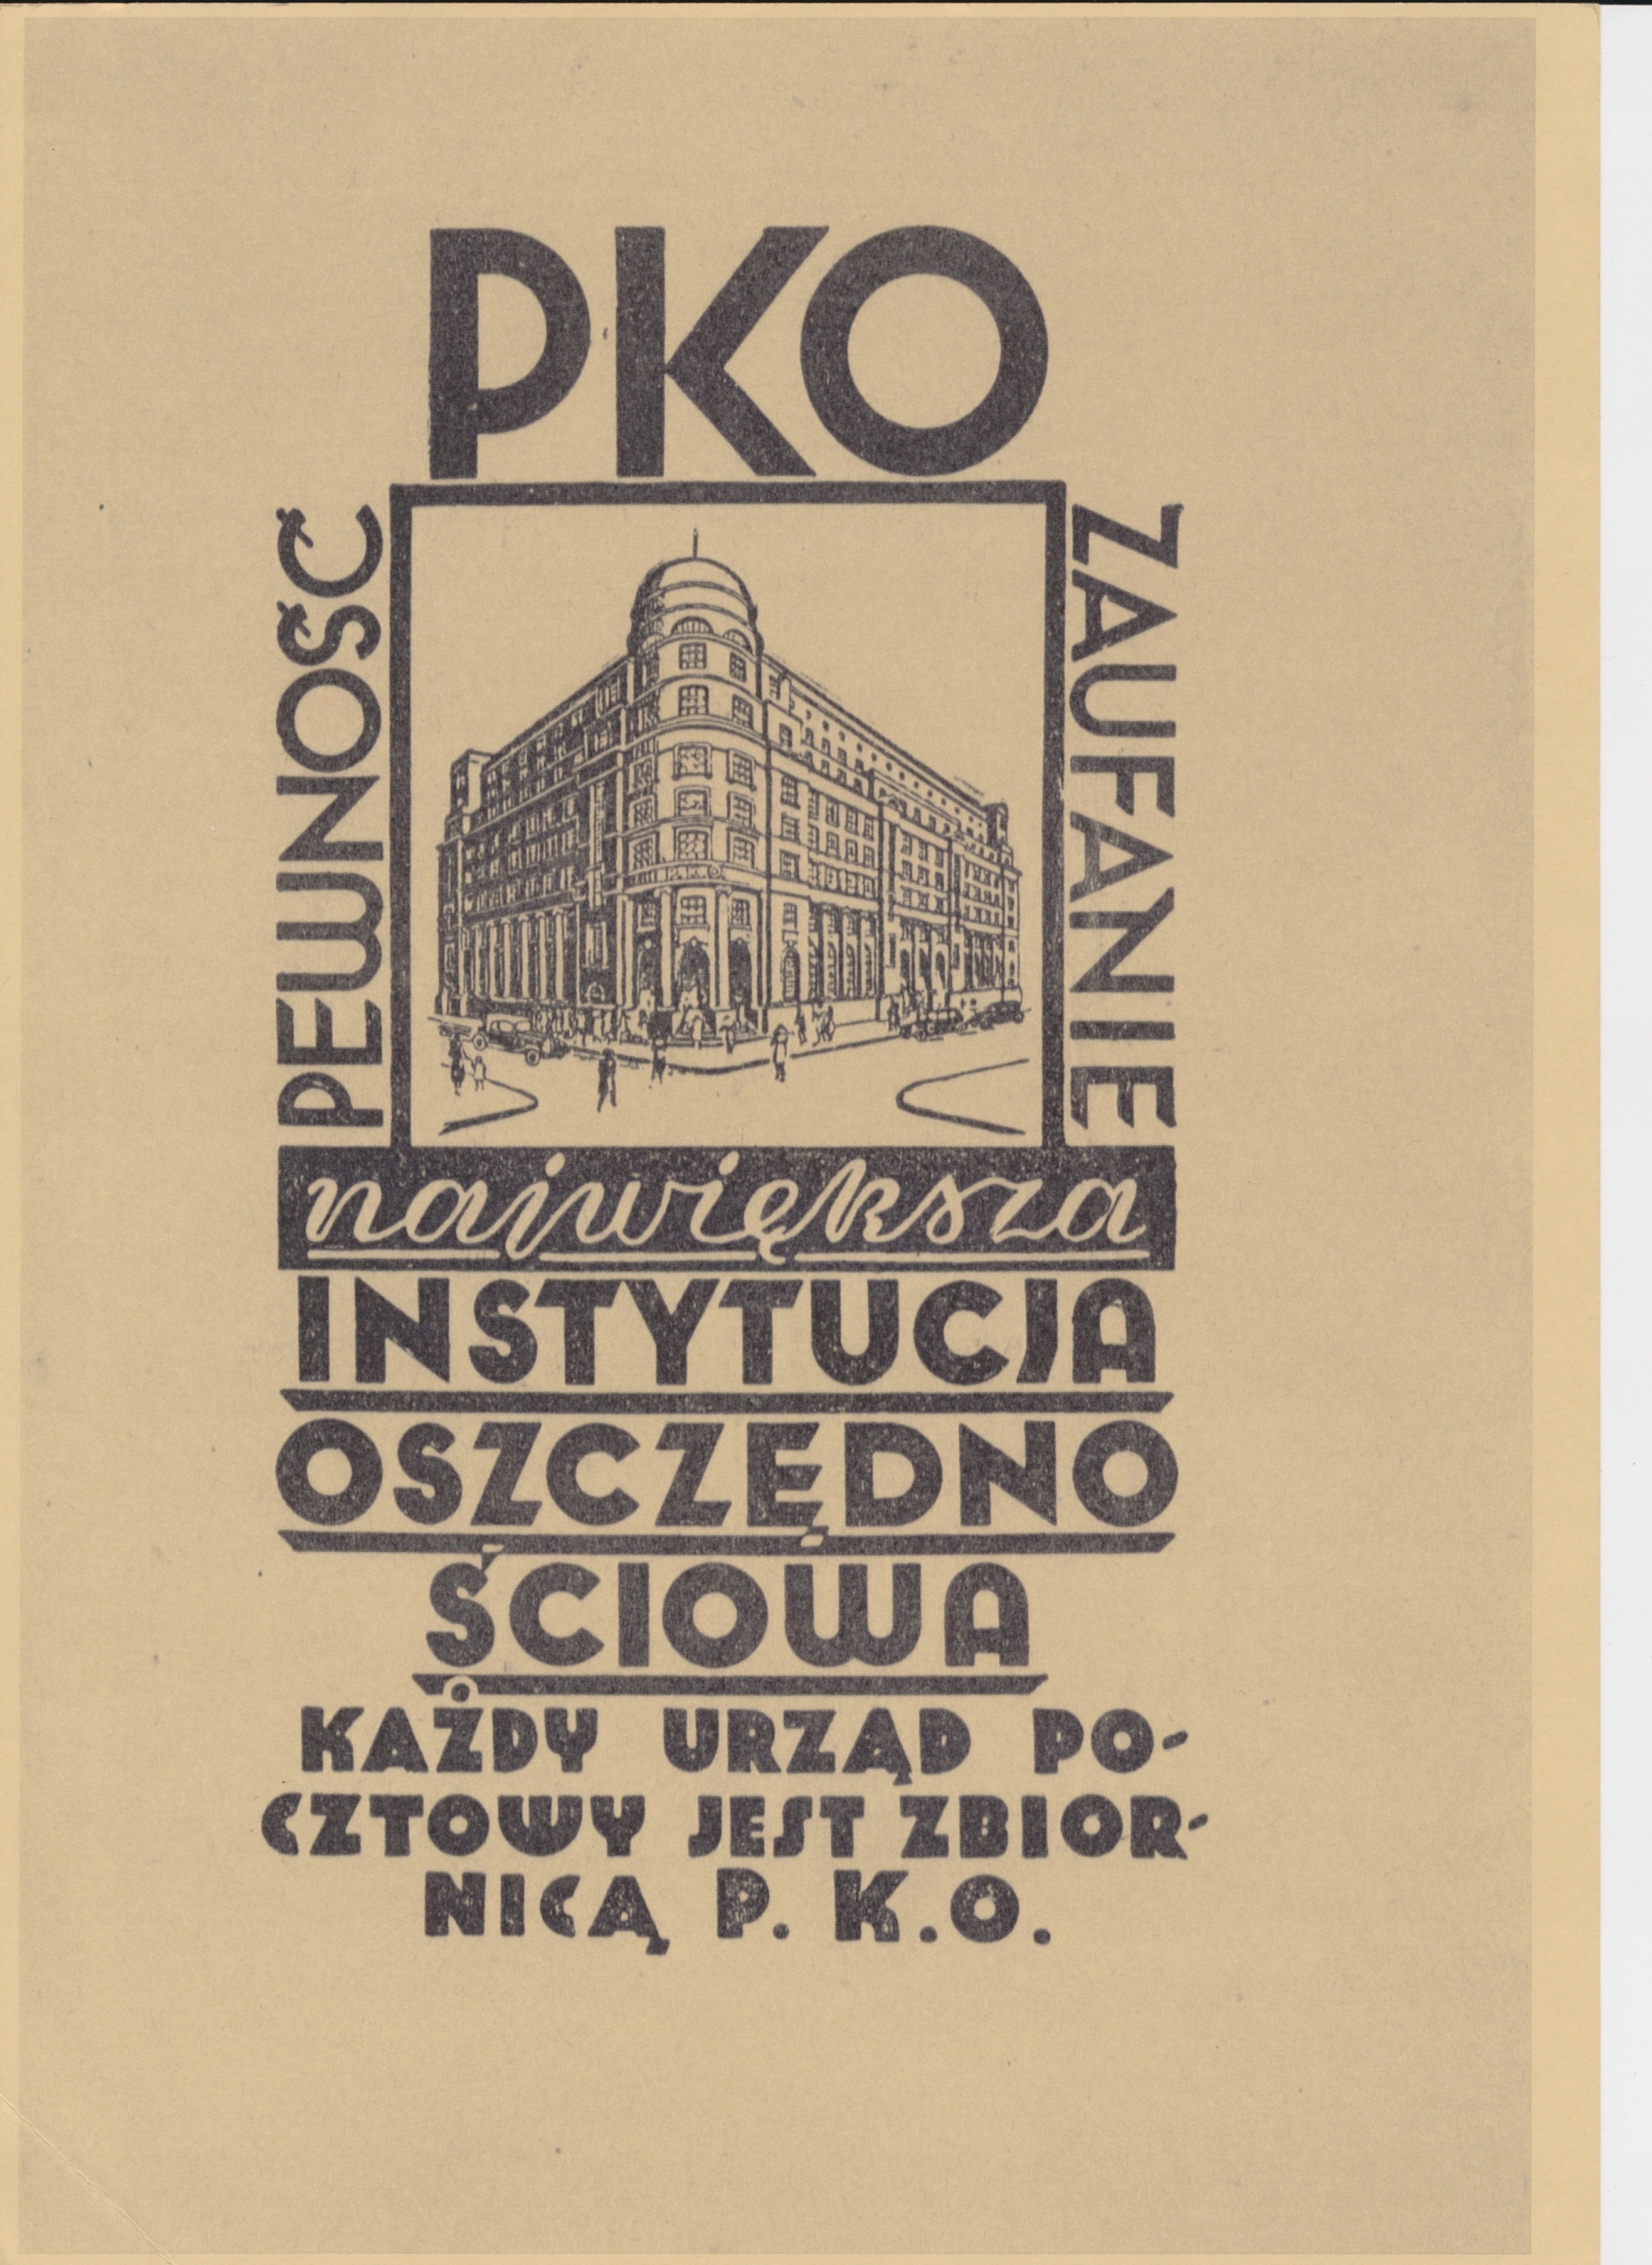 PKO
PEWNOŚĆ
ZAUFANIE
P.K.O.
największa
INSTYTUCJA
OSZCZĘDNO
ŚCIOWA
KAŻDY URZĄD PO-
CZTOWY JEST ZBIOR-
NICĄ P. K. O.